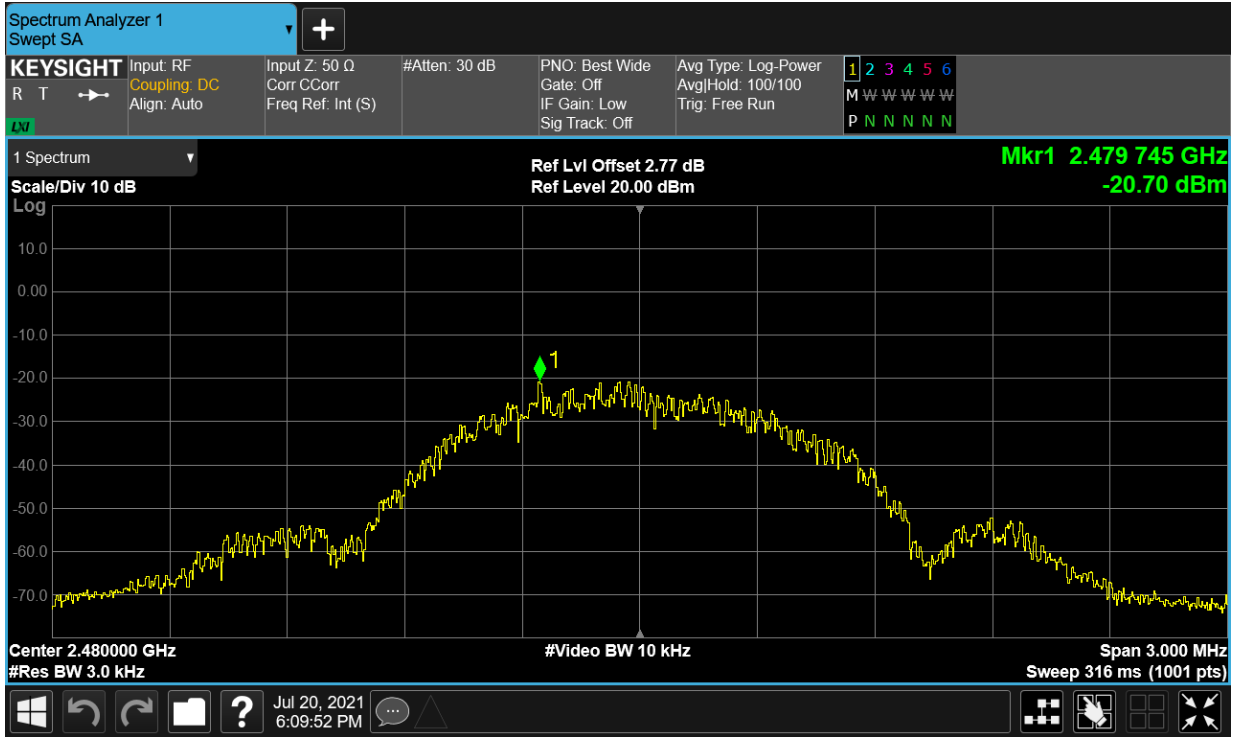 Spectrum Analyzer 1
Swept SA
KEYSIGHT
R T
LXI
Input: RF
Coupling: DC
Align: Auto
Input Z: 50 Ω
Corr CCorr
Freq Ref: Int (S)
#Atten: 30 dB
PNO: Best Wide
Gate: Off
IF Gain: Low
Sig Track: Off
Avg Type: Log-Power
Avg|Hold: 100/100
Trig: Free Run
1 2 3 4 5 6
M W W W W W
P N N N N N
1 Spectrum
Scale/Div 10 dB
Log
Ref Lvl Offset 2.77 dB
Ref Level 20.00 dBm
Mkr1 2.479 745 GHz
-20.70 dBm
10.0
0.00
-10.0
-20.0
-30.0
-40.0
-50.0
-60.0
-70.0
1
Center 2.480000 GHz
#Res BW 3.0 kHz
#Video BW 10 kHz
Span 3.000 MHz
Sweep 316 ms (1001 pts)
?
Jul 20, 2021
6:09:52 PM